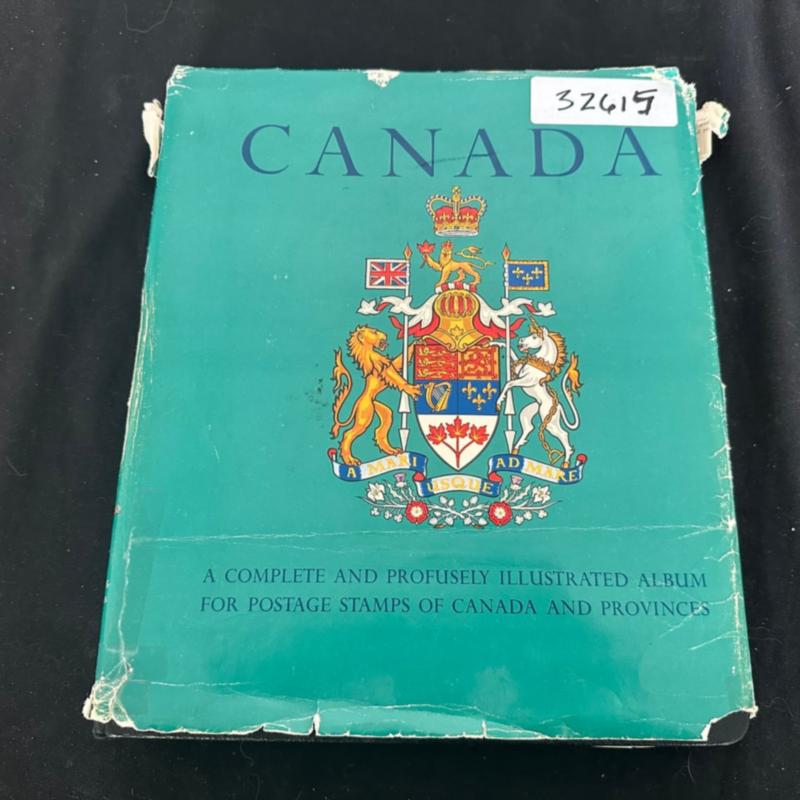 32615
CANADA
A MARI USQUE AD MARE
A COMPLETE AND PROFUSELY ILLUSTRATED ALBUM
FOR POSTAGE STAMPS OF CANADA AND PROVINCES